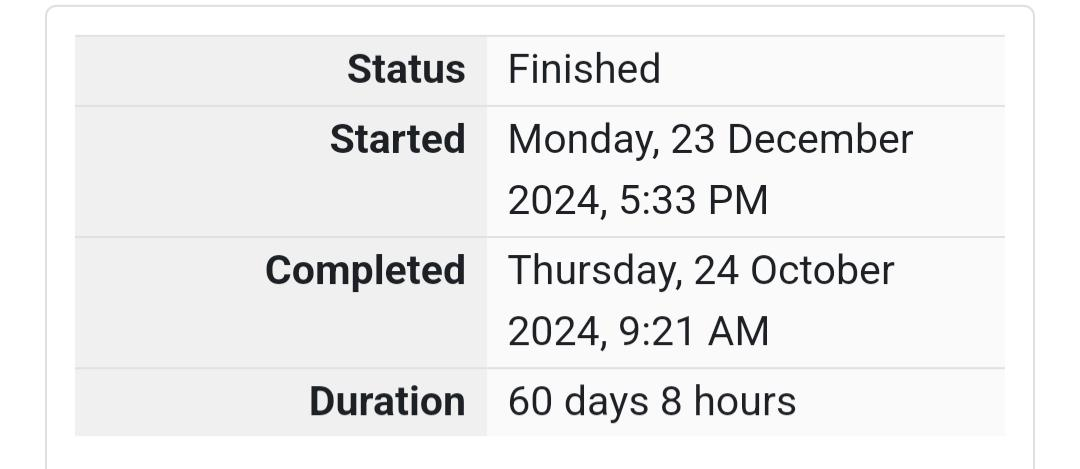 Status Finished
Started Monday, 23 December
2024, 5:33 PM
Completed Thursday, 24 October
2024, 9:21 AM
Duration 60 days 8 hours